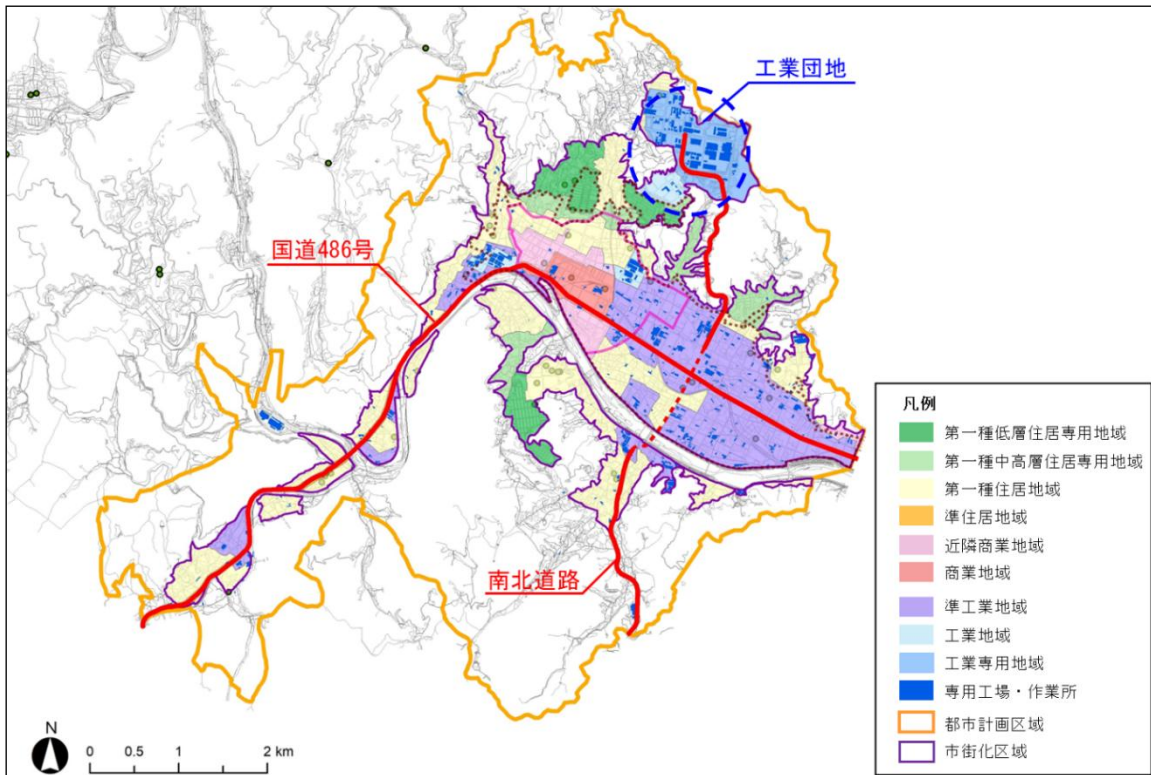 工業団地
国道486号
南北道路
凡例
第一種低層住居専用地域
第一種中高層住居専用地域
第一種住居地域
準住居地域
近隣商業地域
商業地域
準工業地域
工業地域
工業専用地域
専用工場・作業所
都市計画区域
市街化区域
N
0 0.5 1 2 km